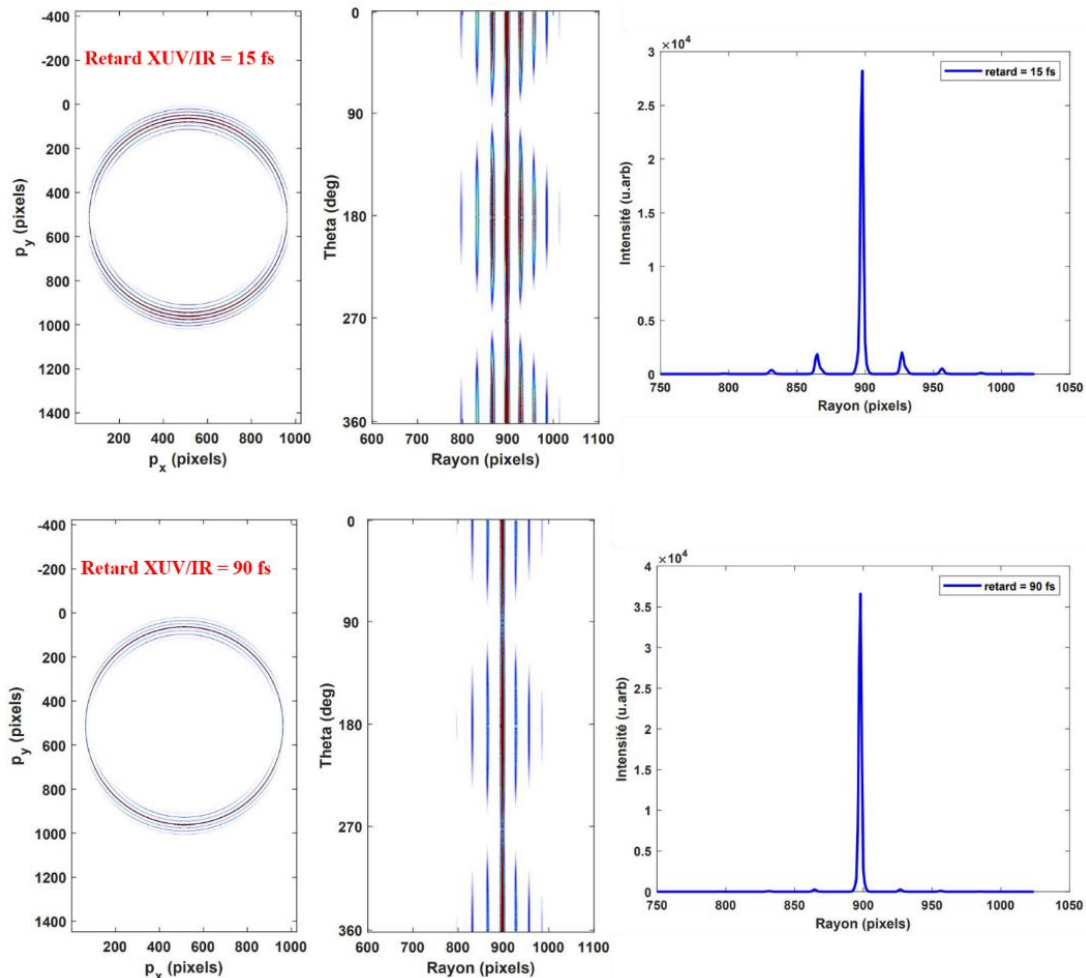 Retard XUV/IR = 15 fs
-400
-200
0
200
400
600
800
1000
1200
1400
p_y (pixels)
200 400 600 800 1000
p_x (pixels)
0
90
180
270
360
Theta (deg)
600 700 800 900 1000 1100
Rayon (pixels)
×10⁴
3
2.5
2
1.5
1
0.5
0
Intensité (u.arb)
retard = 15 fs
750 800 850 900 950 1000 1050
Rayon (pixels)
Retard XUV/IR = 90 fs
-400
-200
0
200
400
600
800
1000
1200
1400
p_y (pixels)
200 400 600 800 1000
p_x (pixels)
0
90
180
270
360
Theta (deg)
600 700 800 900 1000 1100
Rayon (pixels)
×10⁴
4
3.5
3
2.5
2
1.5
1
0.5
0
Intensité (u.arb)
retard = 90 fs
750 800 850 900 950 1000 1050
Rayon (pixels)